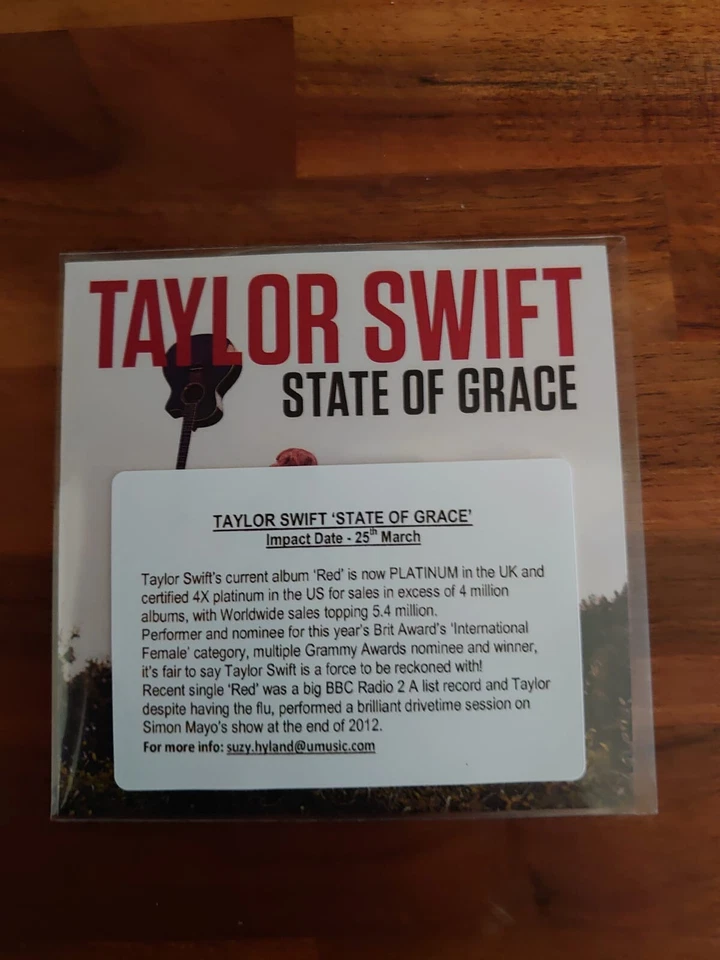 TAYLOR SWIFT
STATE OF GRACE
TAYLOR SWIFT ‘STATE OF GRACE’
Impact Date - 25th March
Taylor Swift's current album ‘Red’ is now PLATINUM in the UK and
certified 4X platinum in the US for sales in excess of 4 million
albums, with Worldwide sales topping 5.4 million.
Performer and nominee for this year's Brit Award's ‘International
Female’ category, multiple Grammy Awards nominee and winner,
it's fair to say Taylor Swift is a force to be reckoned with!
Recent single ‘Red’ was a big BBC Radio 2 A list record and Taylor
despite having the flu, performed a brilliant drivetime session on
Simon Mayo's show at the end of 2012.
For more info: suzy.hyland@umusic.com